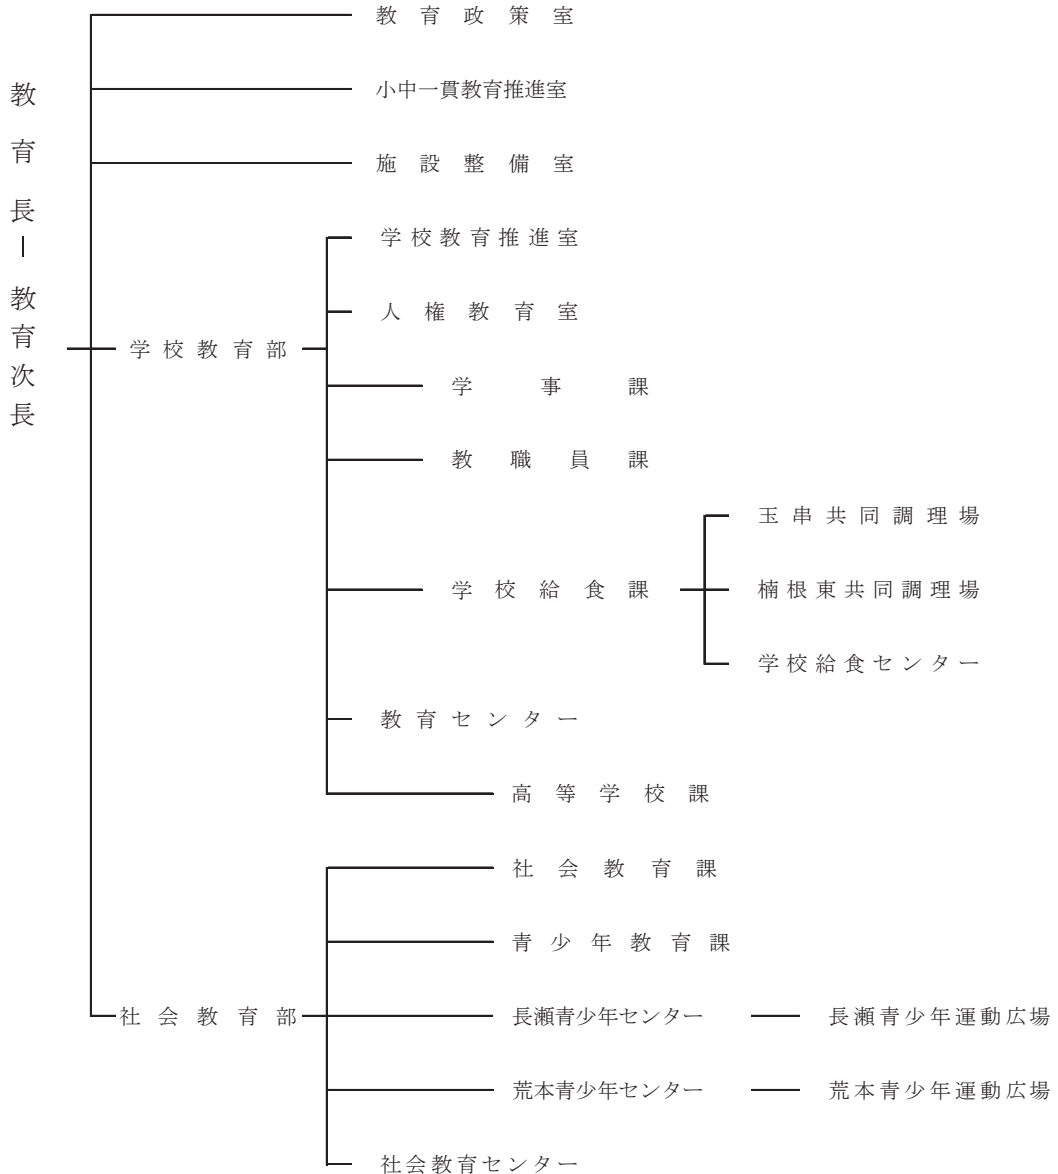 教育長
教育次長
教育政策室
小中一貫教育推進室
施設整備室
学校教育部
学校教育推進室
人権教育室
学事課
教職員課
学校給食課
玉串共同調理場
楠根東共同調理場
学校給食センター
教育センター
高等学校課
社会教育部
社会教育課
青少年教育課
長瀬青少年センター
長瀬青少年運動広場
荒本青少年センター
荒本青少年運動広場
社会教育センター